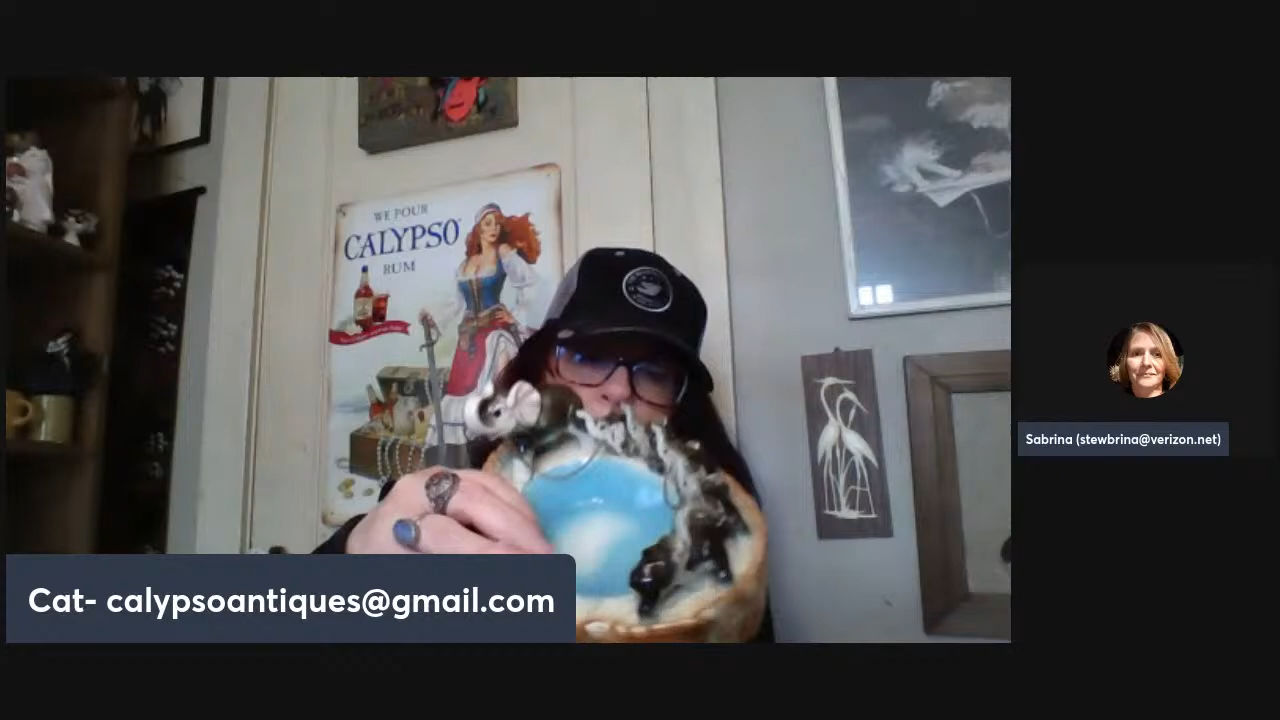 WE POUR
CALYPSO
RUM
Cat- calypsoantiques@gmail.com
Sabrina (stewbrina@verizon.net)